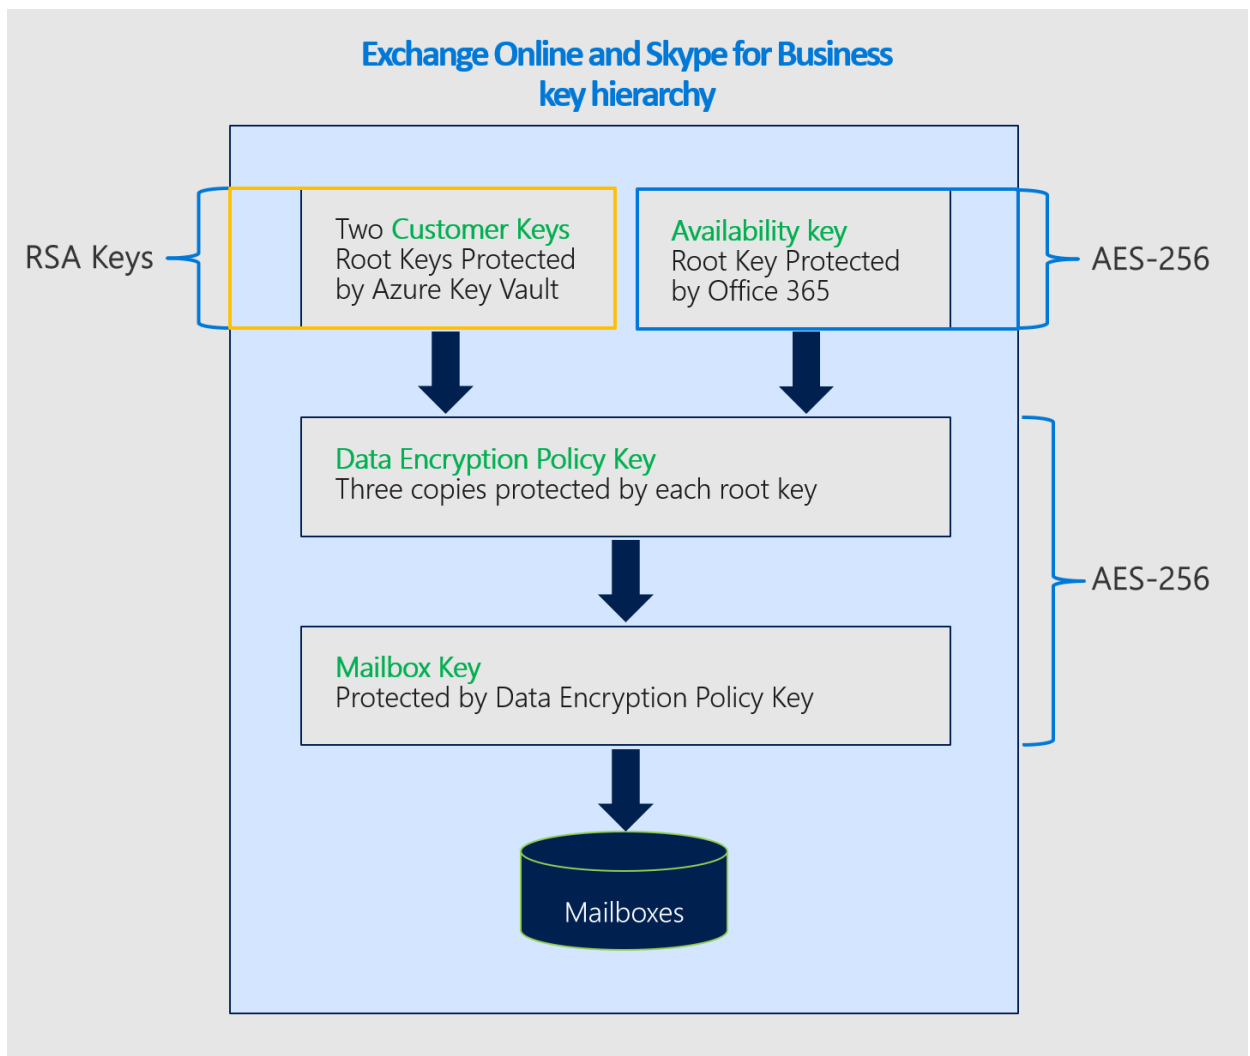 Exchange Online and Skype for Business
key hierarchy
RSA Keys
Two Customer Keys
Root Keys Protected
by Azure Key Vault
Availability key
Root Key Protected
by Office 365
AES-256
Data Encryption Policy Key
Three copies protected by each root key
AES-256
Mailbox Key
Protected by Data Encryption Policy Key
Mailboxes